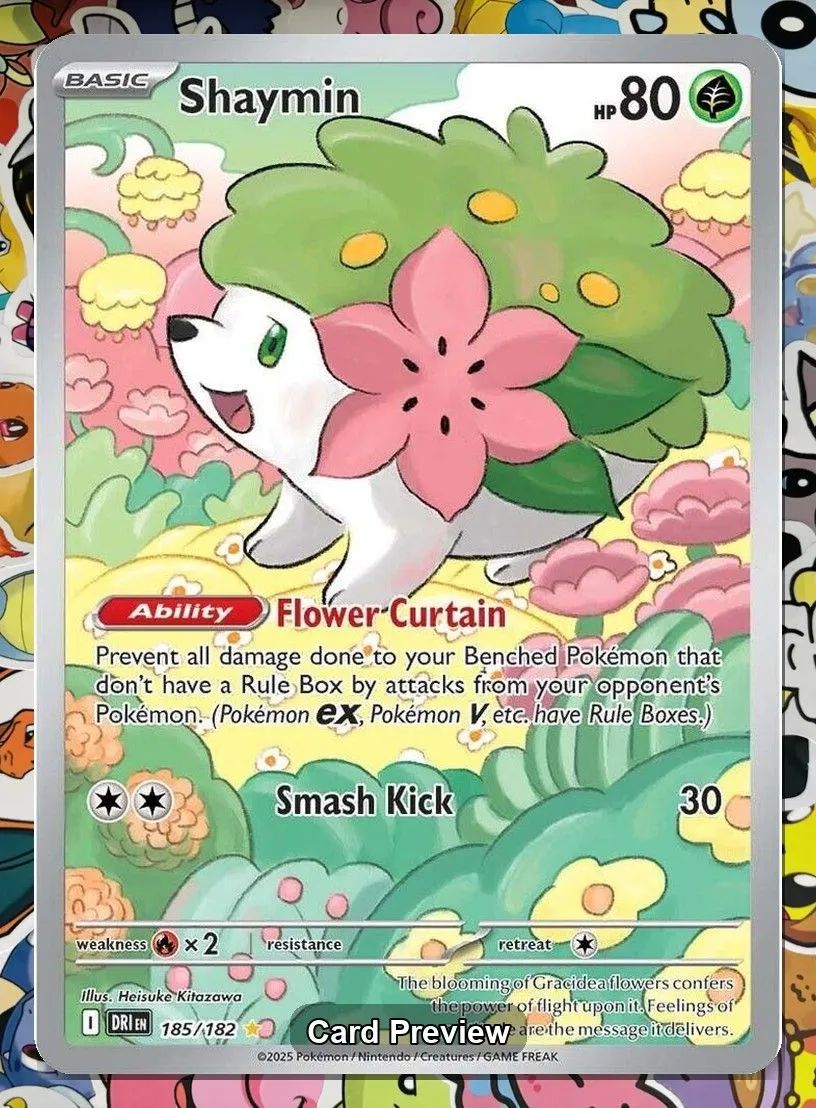 BASIC
Shaymin
HP 80
Ability Flower Curtain
Prevent all damage done to your Benched Pokémon that
don't have a Rule Box by attacks from your opponent's
Pokémon. (Pokémon ex, Pokémon V, etc. have Rule Boxes.)
Smash Kick 30
weakness ×2 resistance retreat
The blooming of Gracidea flowers confers
Illus. Heisuke Kitazawa
the power of flight upon it. Feelings of
I DRI EN 185/182
are the message it delivers.
Card Preview
©2025 Pokémon / Nintendo / Creatures / GAME FREAK